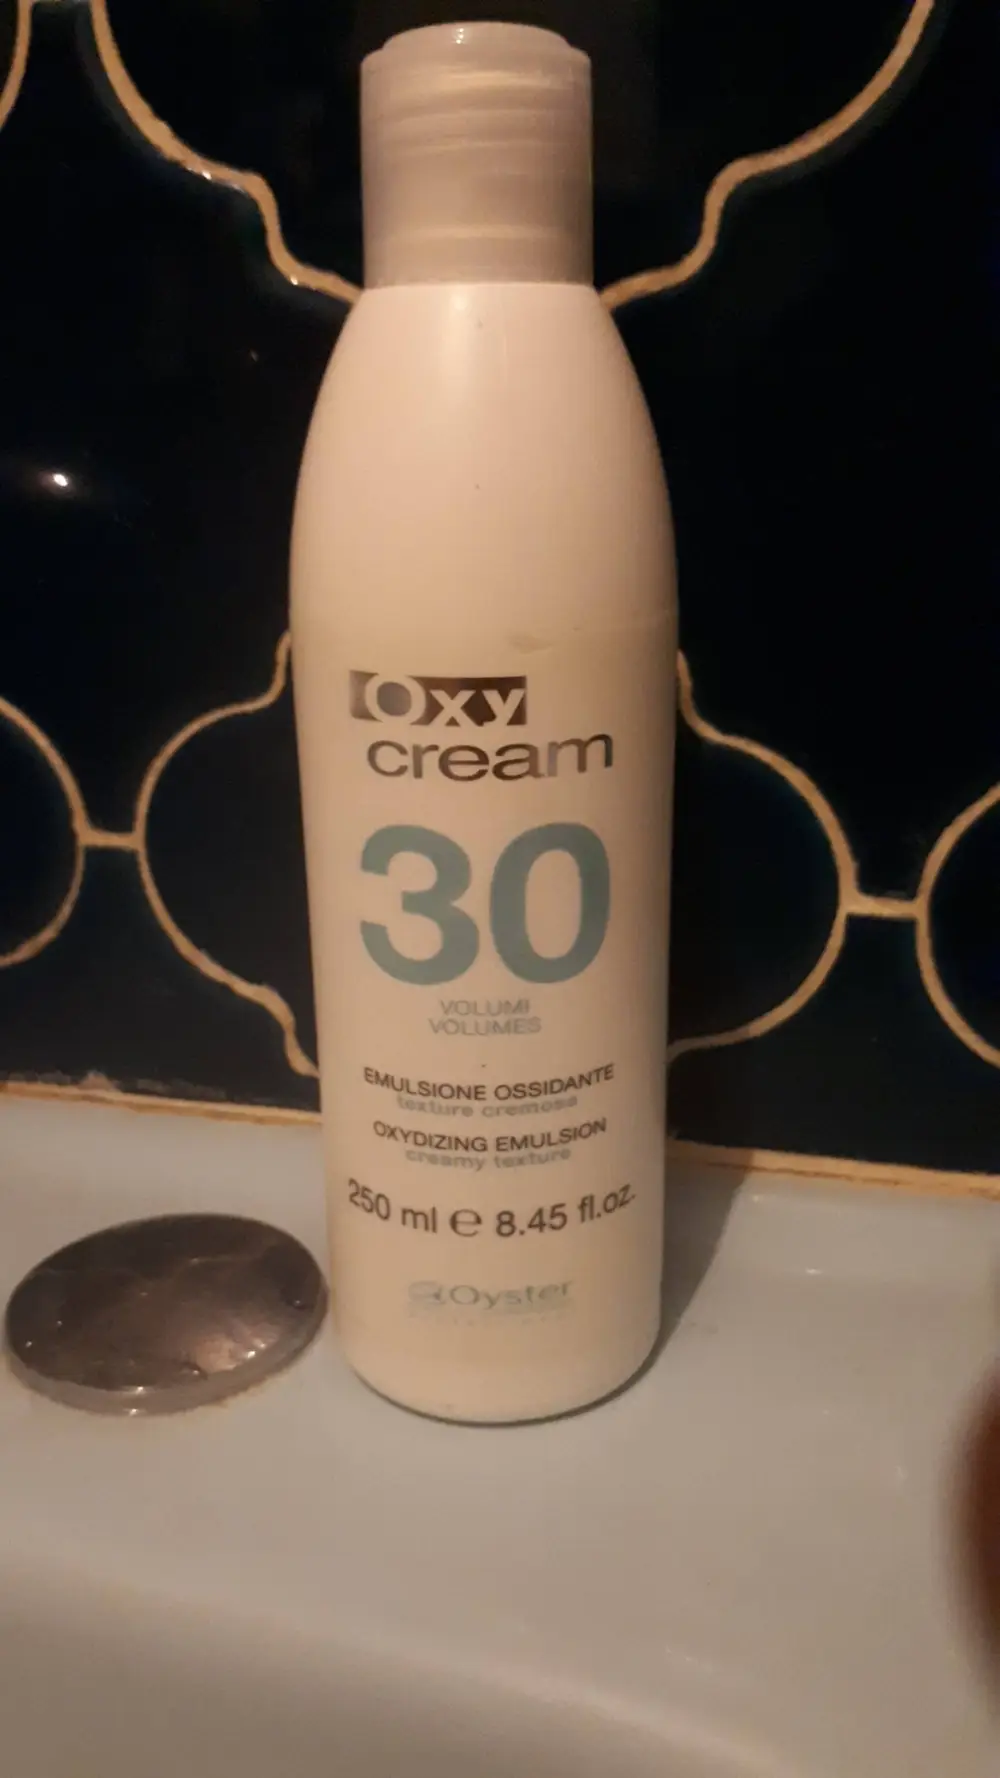 Oxy
cream
30
VOLUMI
VOLUMES
EMULSIONE OSSIDANTE
texture cremosa
OXYDIZING EMULSION
creamy texture
250 ml e 8.45 fl.oz.
Oyster